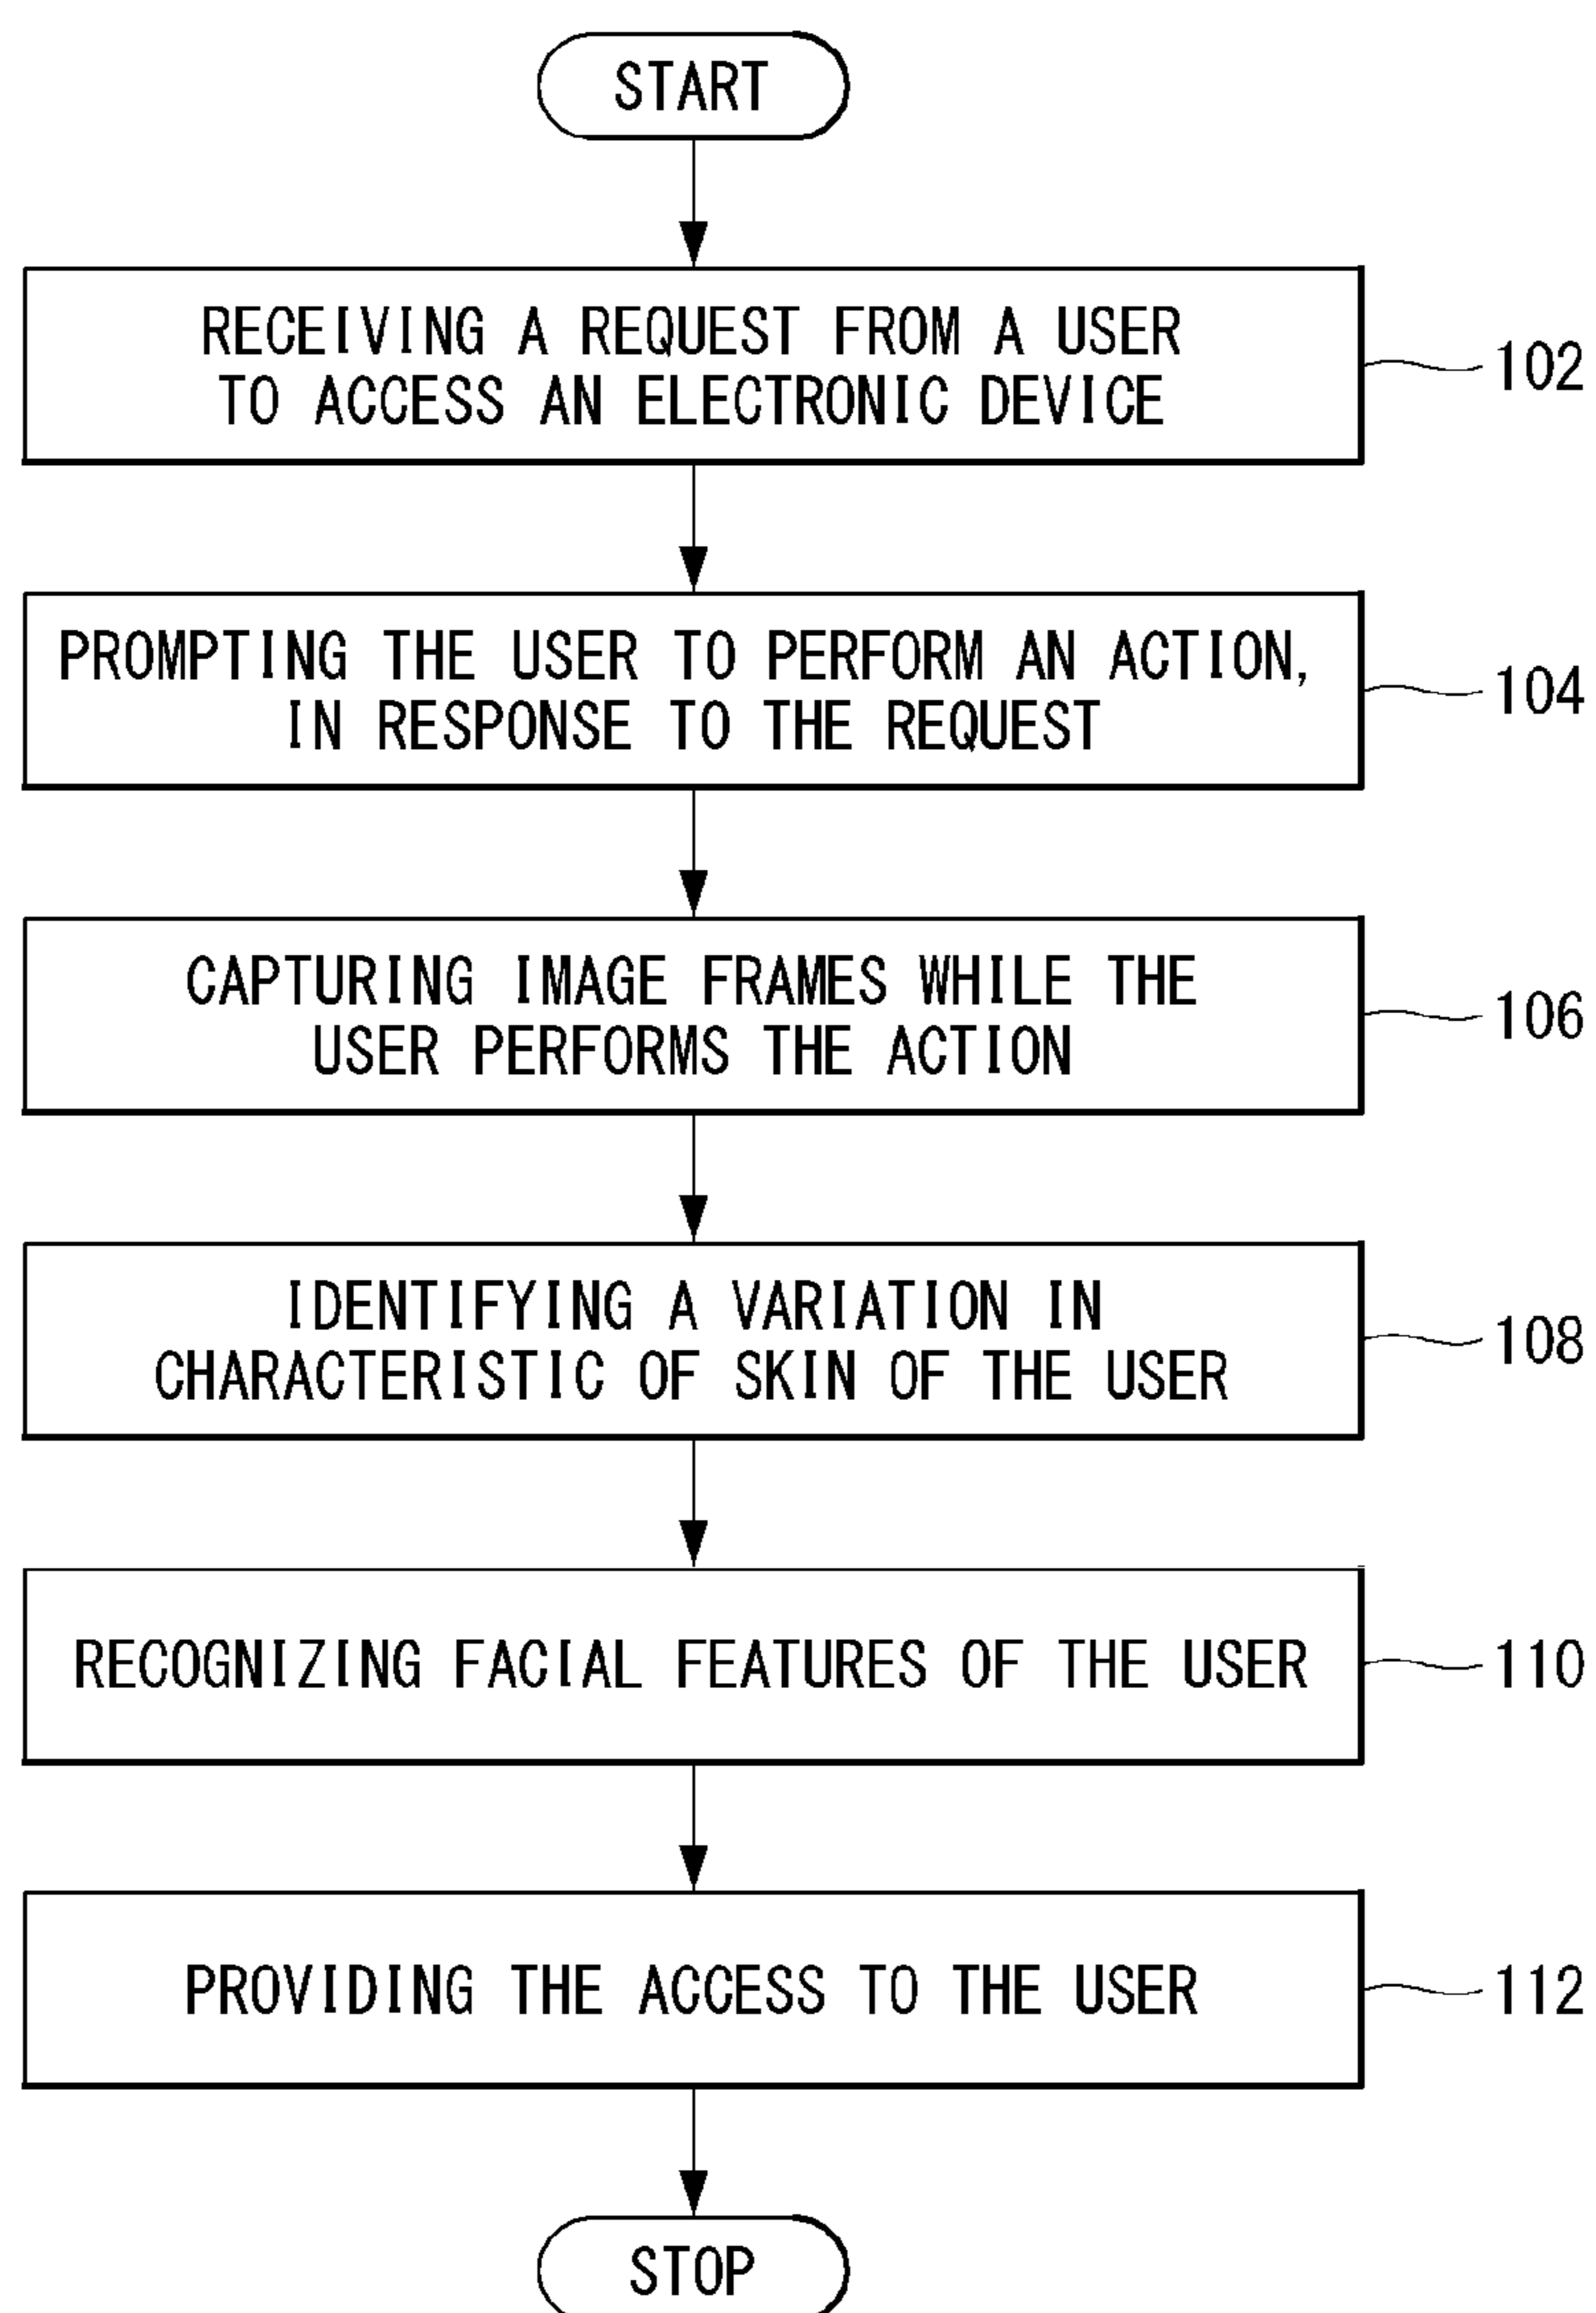 START
RECEIVING A REQUEST FROM A USER
TO ACCESS AN ELECTRONIC DEVICE
102
PROMPTING THE USER TO PERFORM AN ACTION,
IN RESPONSE TO THE REQUEST
104
CAPTURING IMAGE FRAMES WHILE THE
USER PERFORMS THE ACTION
106
IDENTIFYING A VARIATION IN
CHARACTERISTIC OF SKIN OF THE USER
108
RECOGNIZING FACIAL FEATURES OF THE USER
110
PROVIDING THE ACCESS TO THE USER
112
STOP